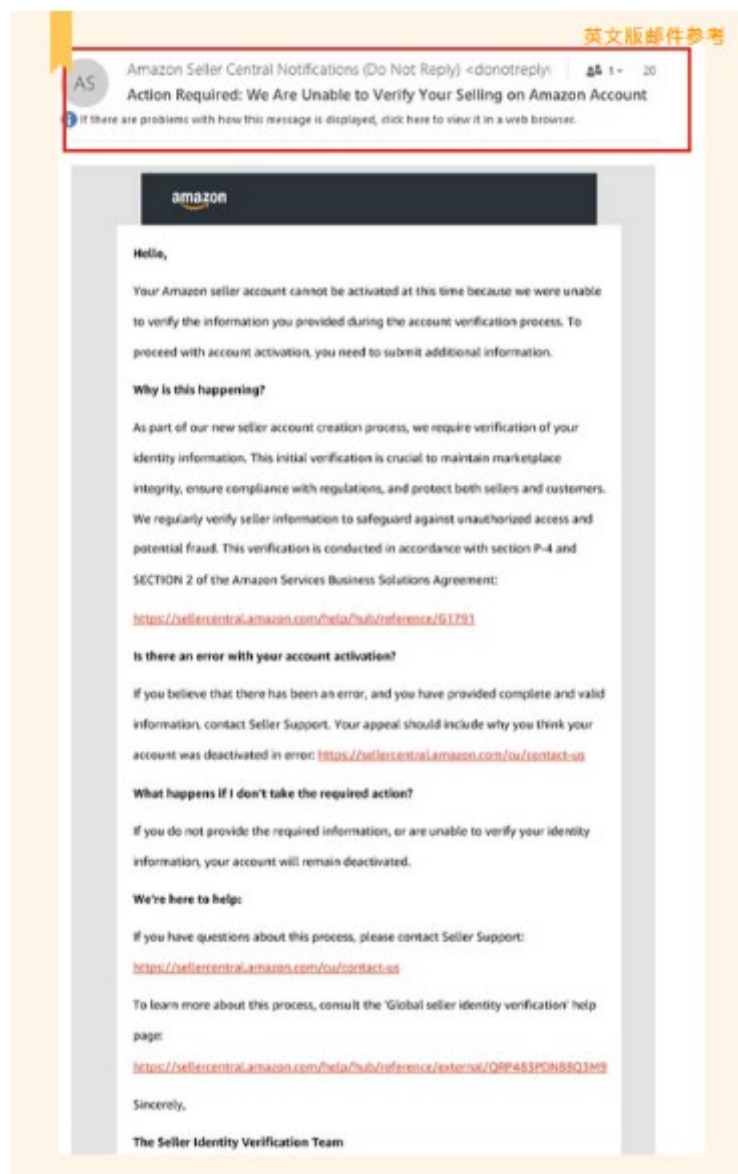 英文版邮件参考
AS
Amazon Seller Central Notifications (Do Not Reply) <donotreply
1
20
Action Required: We Are Unable to Verify Your Selling on Amazon Account
If there are problems with how this message is displayed, click here to view it in a web browser.
amazon
Hello,
Your Amazon seller account cannot be activated at this time because we were unable
to verify the information you provided during the account verification process. To
proceed with account activation, you need to submit additional information.
Why is this happening?
As part of our new seller account creation process, we require verification of your
identity information. This initial verification is crucial to maintain marketplace
integrity, ensure compliance with regulations, and protect both sellers and customers.
We regularly verify seller information to safeguard against unauthorized access and
potential fraud. This verification is conducted in accordance with section P-4 and
SECTION 2 of the Amazon Services Business Solutions Agreement:
https://sellercentral.amazon.com/help/hub/reference/G1791
Is there an error with your account activation?
If you believe that there has been an error, and you have provided complete and valid
information, contact Seller Support. Your appeal should include why you think your
account was deactivated in error: https://sellercentral.amazon.com/cu/contact-us
What happens if I don't take the required action?
If you do not provide the required information, or are unable to verify your identity
information, your account will remain deactivated.
We're here to help:
If you have questions about this process, please contact Seller Support:
https://sellercentral.amazon.com/cu/contact-us
To learn more about this process, consult the 'Global seller identity verification' help
page:
Sincerely,
The Seller Identity Verification Team